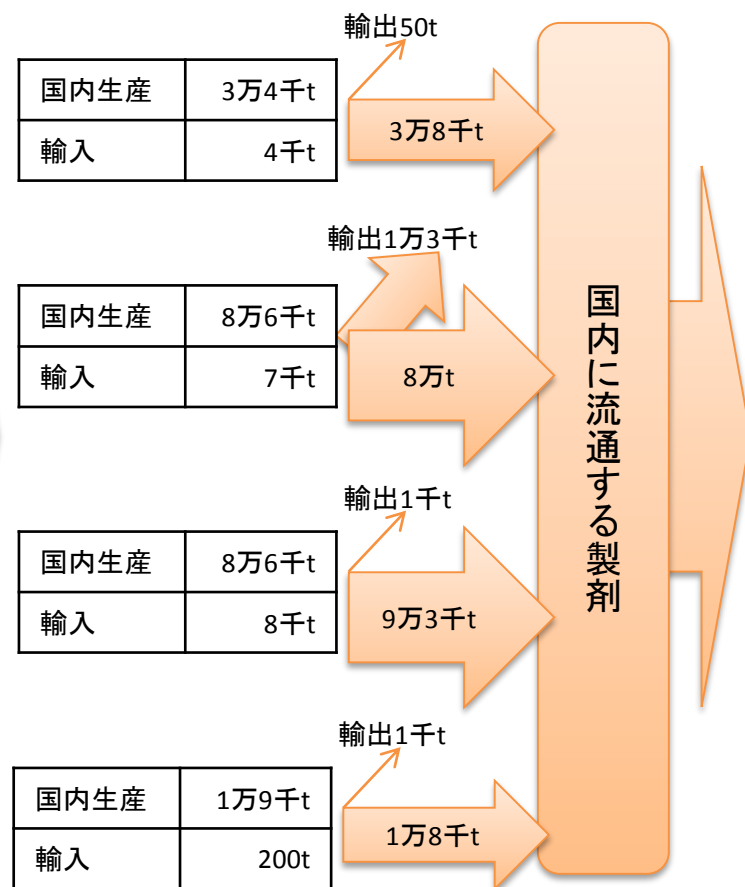 輸出50t
国内生産 3万4千t
輸入 4千t
3万8千t
輸出1万3千t
国内生産 8万6千t
輸入 7千t
8万t
輸出1千t
国内生産 8万6千t
輸入 8千t
9万3千t
輸出1千t
国内生産 1万9千t
輸入 200t
1万8千t
国内に流通する製剤